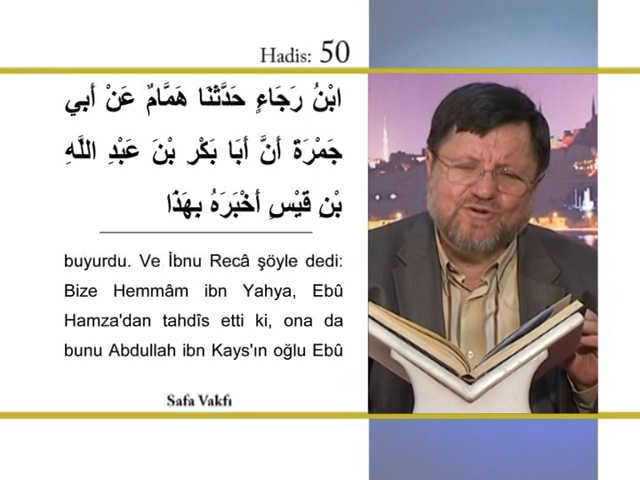 Hadis: 50
ابْنُ رَجَاءٍ حَدَّثَنَا هَمَّامٌ عَنْ أَبِي
جَمْرَةَ أَنَّ أَبَا بَكْرِ بْنَ عَبْدِ اللَّهِ
بْنِ قَيْسٍ أَخْبَرَهُ بِهَذَا
buyurdu. Ve İbnu Recâ şöyle dedi:
Bize Hemmâm ibn Yahya, Ebû
Hamza'dan tahdîs etti ki, ona da
bunu Abdullah ibn Kays'ın oğlu Ebû
Safa Vakfı